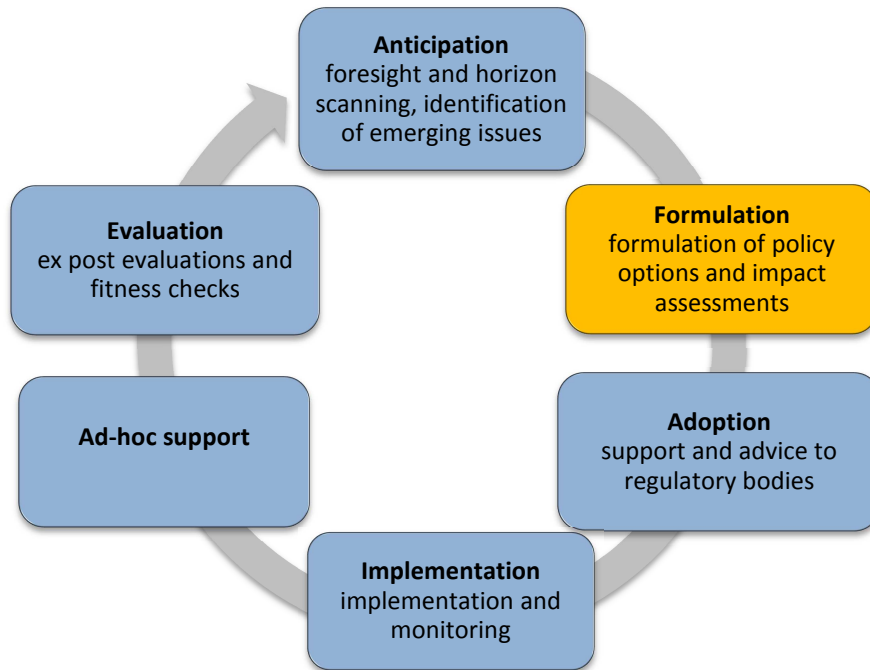 Anticipation
foresight and horizon
scanning, identification
of emerging issues
Formulation
formulation of policy
options and impact
assessments
Adoption
support and advice to
regulatory bodies
Implementation
implementation and
monitoring
Ad-hoc support
Evaluation
ex post evaluations and
fitness checks